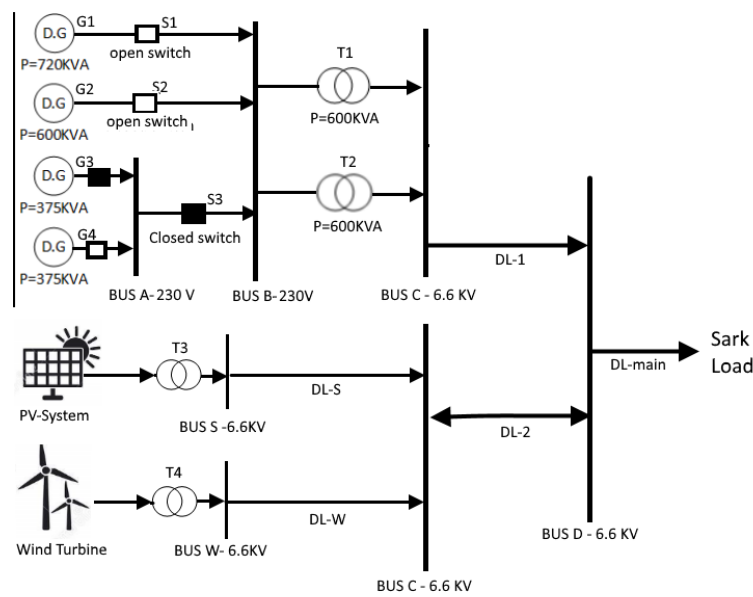 D.G G1 S1
open switch
P=720KVA
D.G G2 S2
open switch
P=600KVA
D.G G3
P=375KVA
S3
Closed switch
D.G G4
P=375KVA
BUS A- 230 V
BUS B-230V
T1
P=600KVA
T2
P=600KVA
BUS C - 6.6 KV
DL-1
PV-System
T3
BUS S -6.6KV
DL-S
Wind Turbine
T4
BUS W- 6.6KV
DL-W
BUS C - 6.6 KV
DL-2
BUS D - 6.6 KV
DL-main
Sark
Load